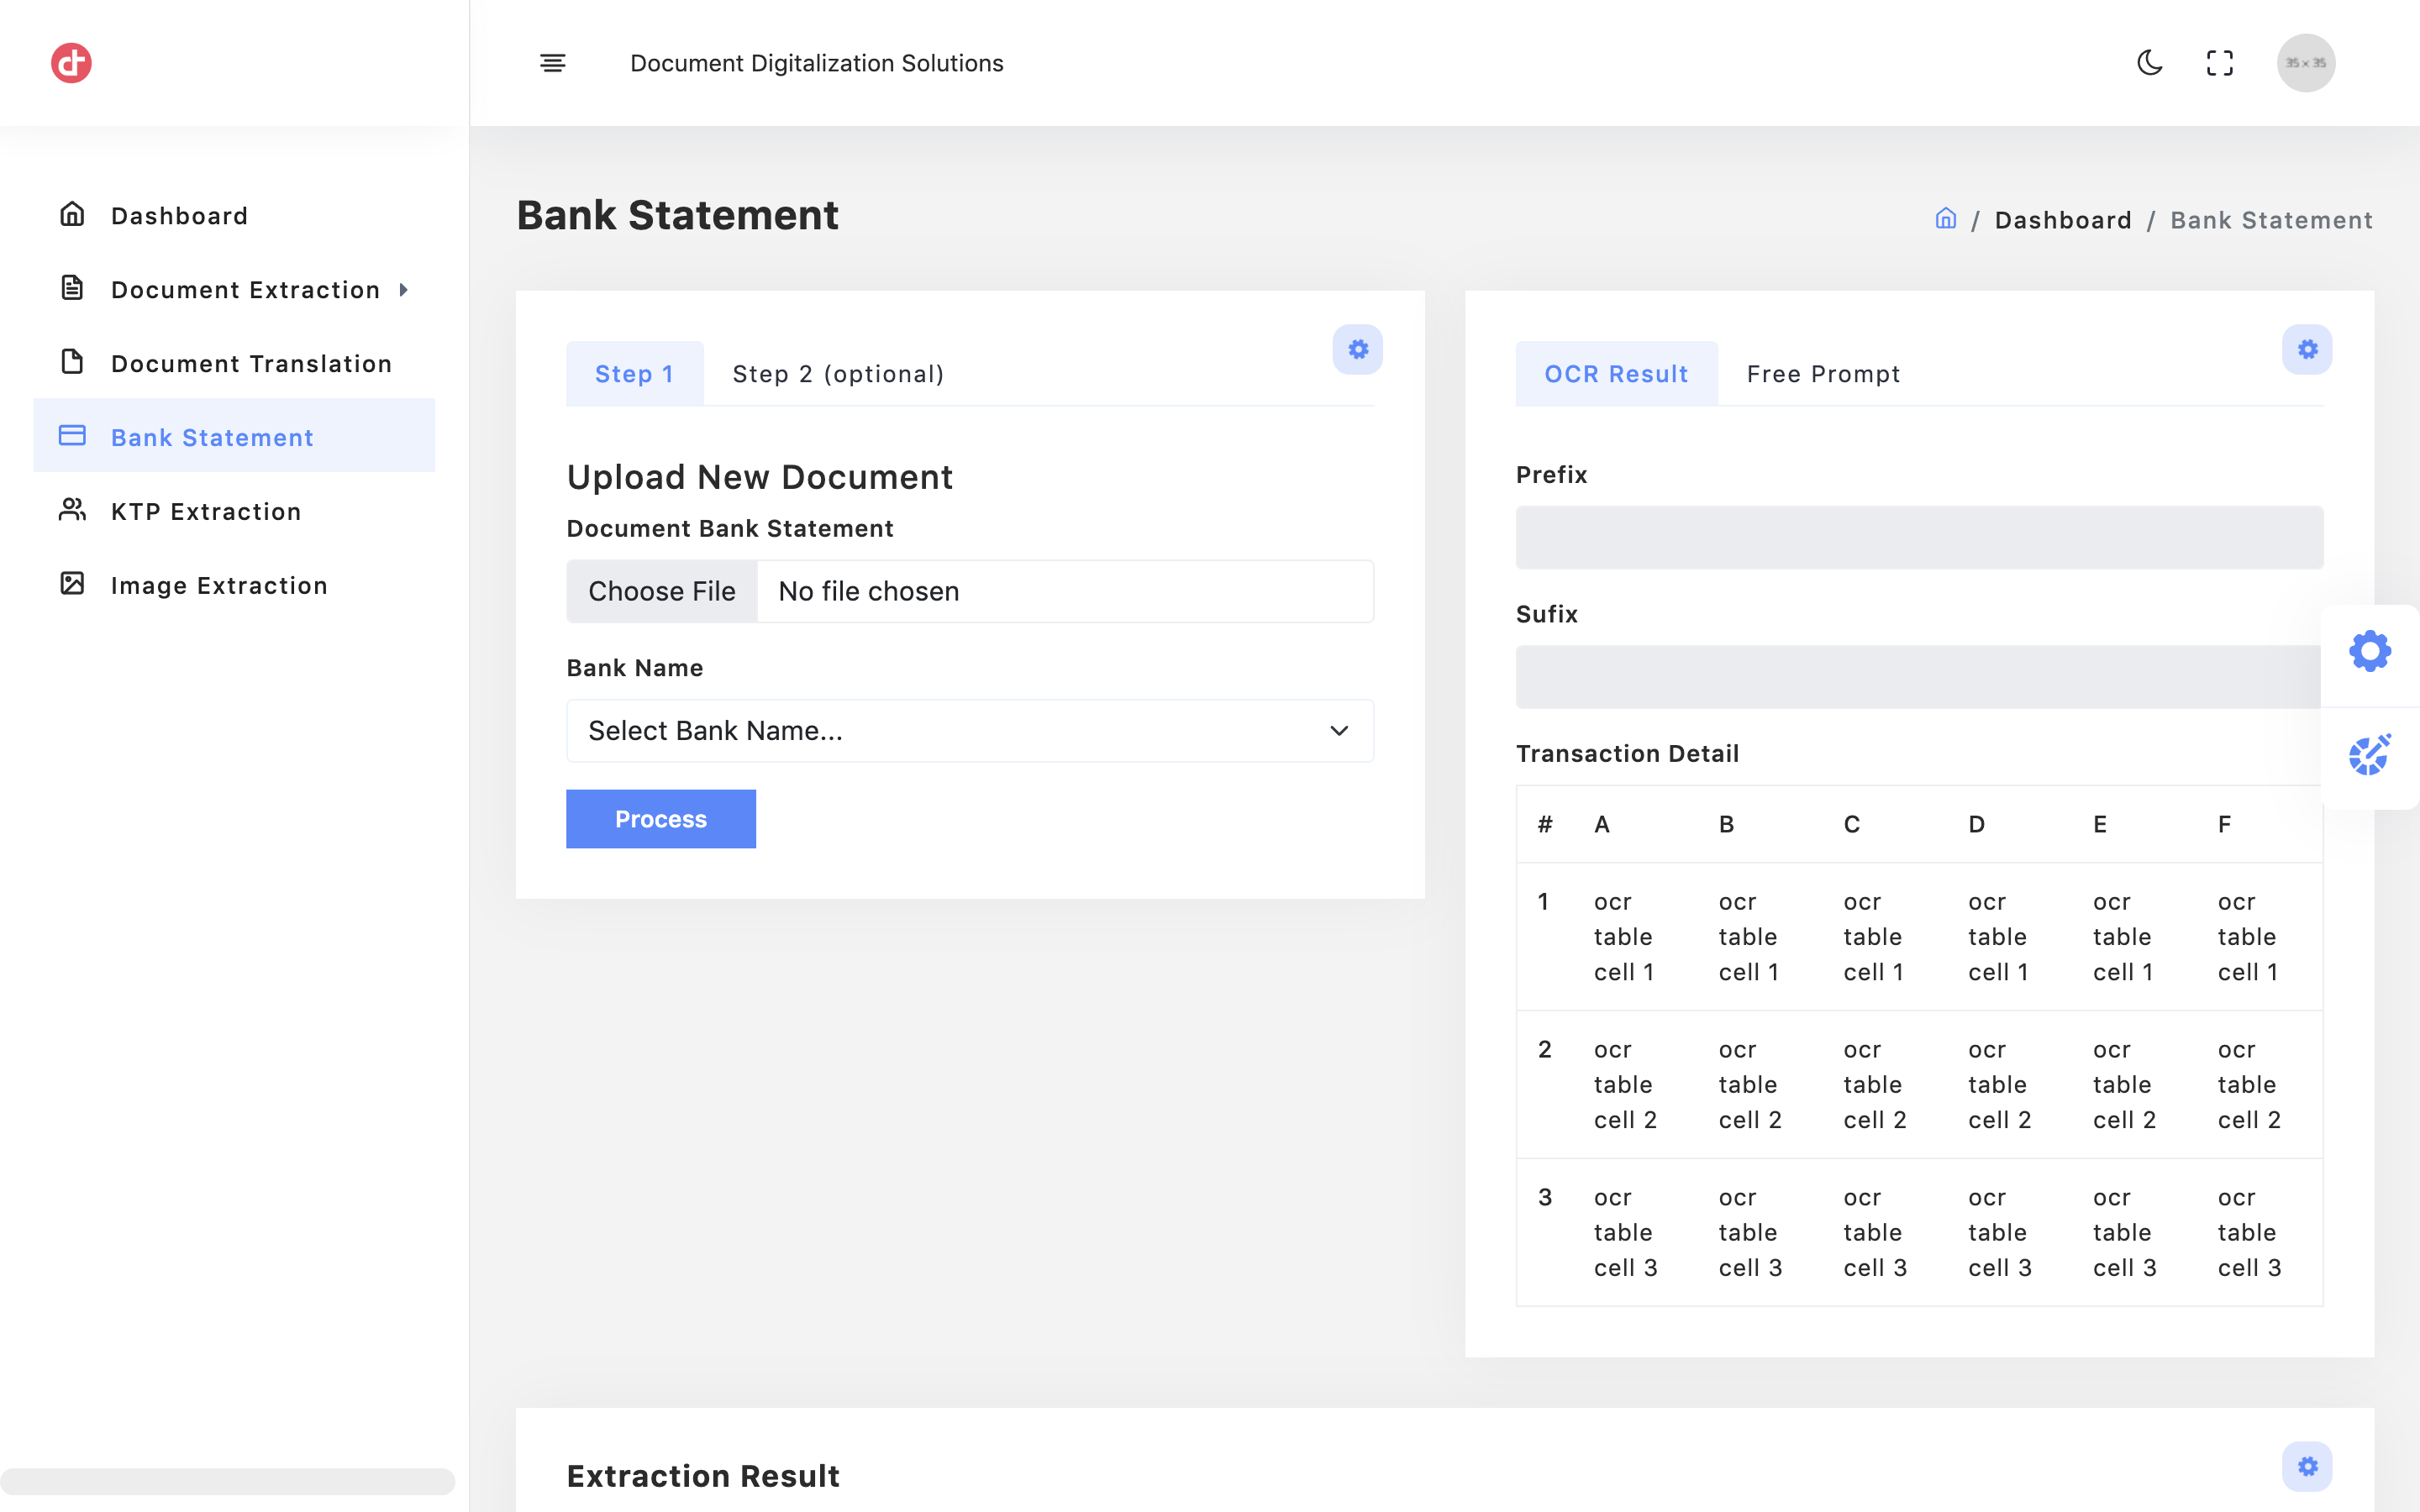 Document Digitalization Solutions
35 × 35
Dashboard
Document Extraction
Document Translation
Bank Statement
KTP Extraction
Image Extraction
Bank Statement
/ Dashboard / Bank Statement
Step 1 Step 2 (optional)
Upload New Document
Document Bank Statement
Choose File No file chosen
Bank Name
Select Bank Name...
Process
OCR Result Free Prompt
Prefix
Sufix
Transaction Detail
# A B C D E F
1 ocr table cell 1 ocr table cell 1 ocr table cell 1 ocr table cell 1 ocr table cell 1 ocr table cell 1
2 ocr table cell 2 ocr table cell 2 ocr table cell 2 ocr table cell 2 ocr table cell 2 ocr table cell 2
3 ocr table cell 3 ocr table cell 3 ocr table cell 3 ocr table cell 3 ocr table cell 3 ocr table cell 3
Extraction Result